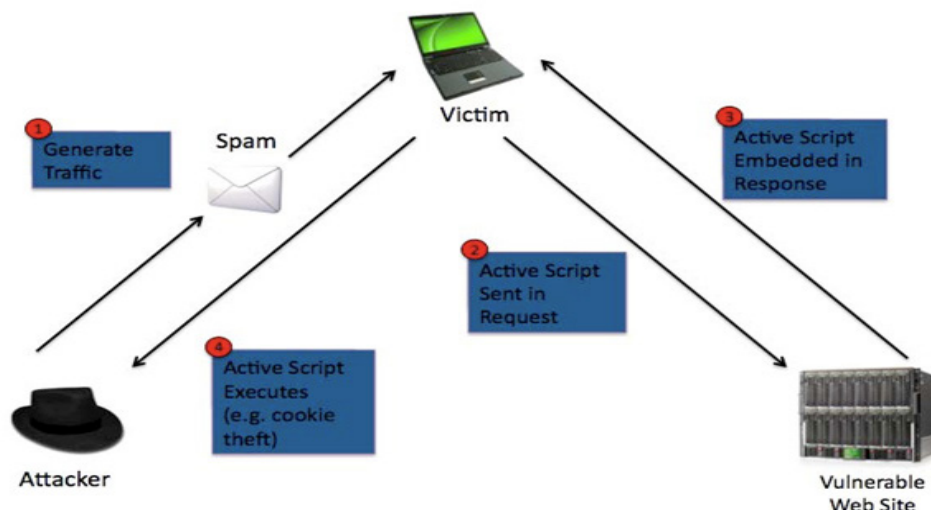 Victim
1
Generate
Traffic
Spam
3
Active Script
Embedded in
Response
2
Active Script
Sent in
Request
4
Active Script
Executes
(e.g. cookie
theft)
Attacker
Vulnerable
Web Site